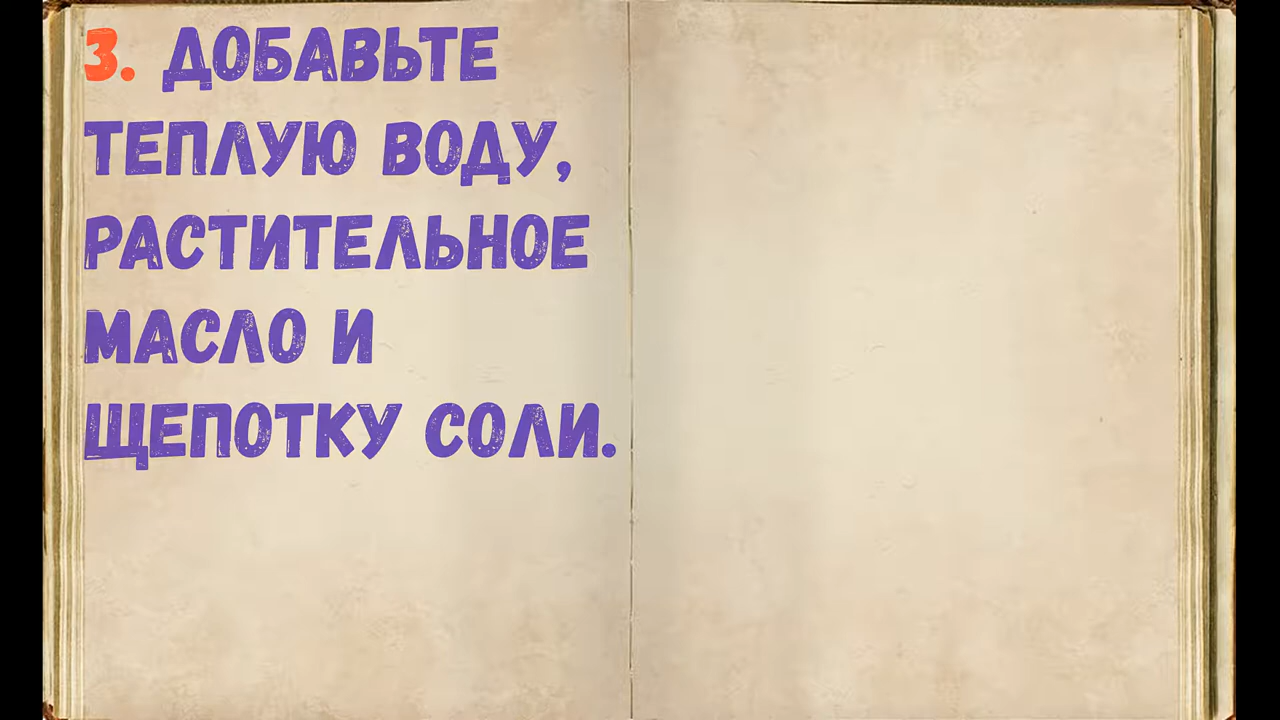 3. ДОБАВЬТЕ
ТЕПЛУЮ ВОДУ,
РАСТИТЕЛЬНОЕ
МАСЛО И
ЩЕПОТКУ СОЛИ.